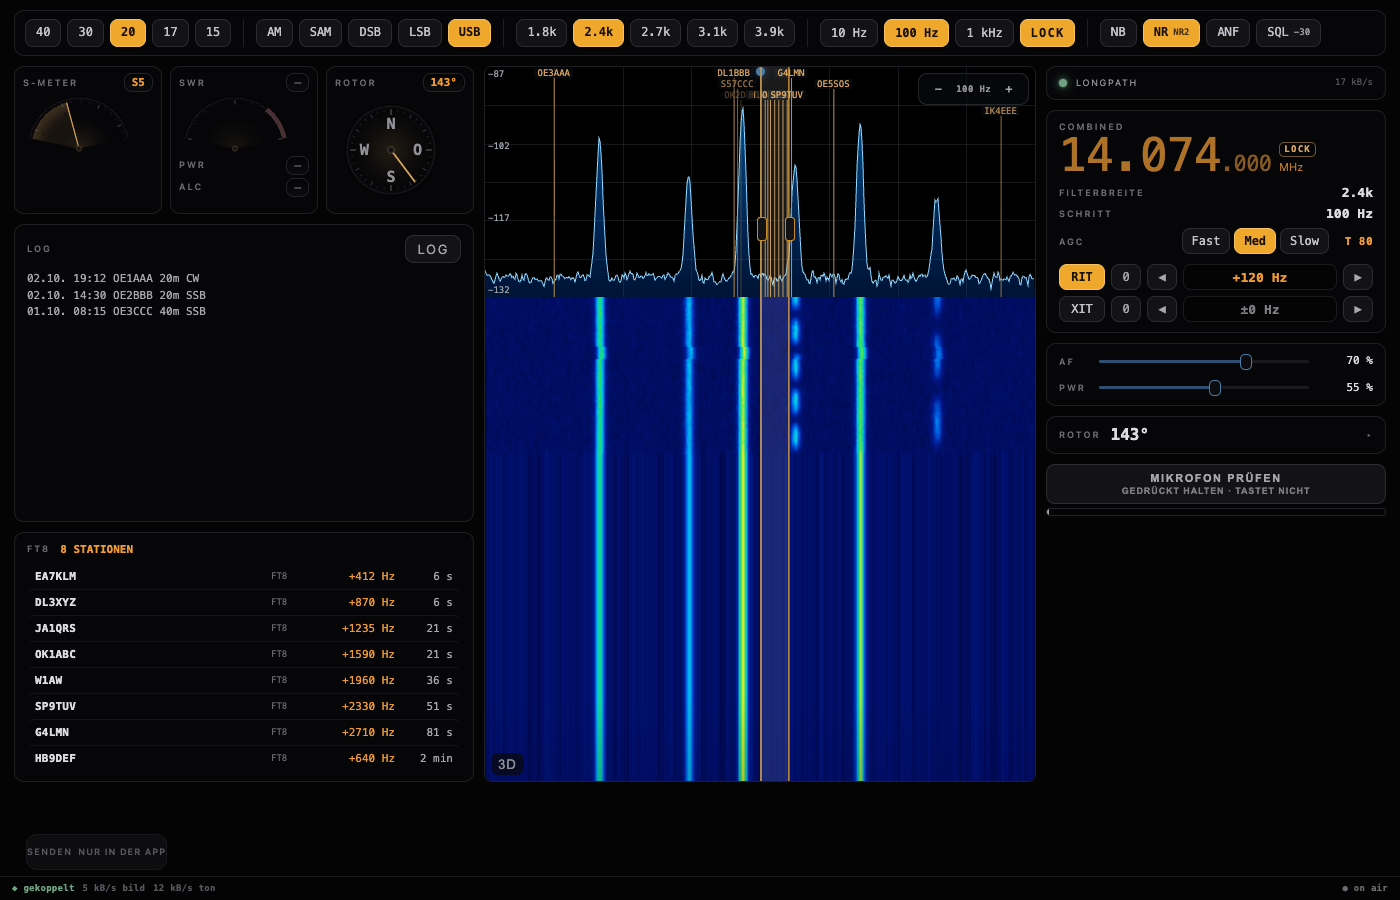 40 30 20 17 15 AM SAM DSB LSB USB 1.8k 2.4k 2.7k 3.1k 3.9k 10 Hz 100 Hz 1 kHz LOCK NB NR NR2 ANF SQL −30
S-METER S5
SWR –
PWR –
ALC –
ROTOR 143°
N
W O
S
LOG LOG
02.10. 19:12 OE1AAA 20m CW
02.10. 14:30 OE2BBB 20m SSB
01.10. 08:15 OE3CCC 40m SSB
FT8 8 STATIONEN
EA7KLM FT8 +412 Hz 6 s
DL3XYZ FT8 +870 Hz 6 s
JA1QRS FT8 +1235 Hz 21 s
OK1ABC FT8 +1590 Hz 21 s
W1AW FT8 +1960 Hz 36 s
SP9TUV FT8 +2330 Hz 51 s
G4LMN FT8 +2710 Hz 81 s
HB9DEF FT8 +640 Hz 2 min
−87 OE3AAA DL1BBB G4LMN
S57CCC OE5SOS
SP9TUV
− 100 Hz +
IK4EEE
−102
−117
−132
3D
LONGPATH 17 kB/s
COMBINED
14.074.000 LOCK MHz
FILTERBREITE 2.4k
SCHRITT 100 Hz
AGC Fast Med Slow T 80
RIT 0 ◀ +120 Hz ▶
XIT 0 ◀ ±0 Hz ▶
AF 70 %
PWR 55 %
ROTOR 143°
MIKROFON PRÜFEN
GEDRÜCKT HALTEN · TASTET NICHT
SENDEN NUR IN DER APP
◆ gekoppelt 5 kB/s bild 12 kB/s ton ● on air